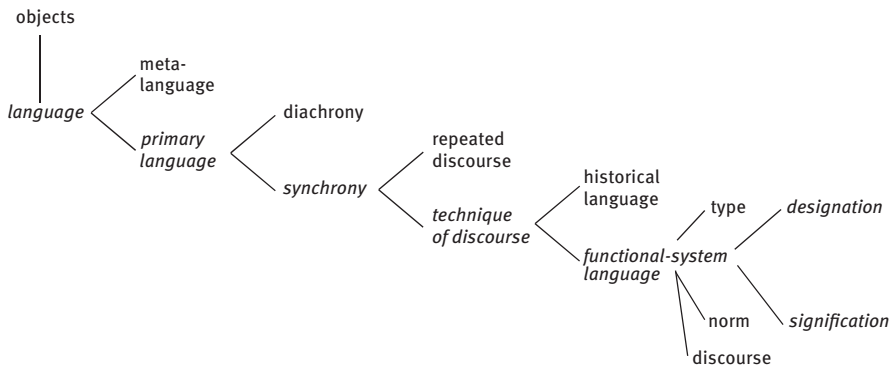 objects
meta-
language
language
primary
language
diachrony
synchrony
repeated
discourse
technique
of discourse
historical
language
functional-system
language
type
norm
discourse
designation
signification